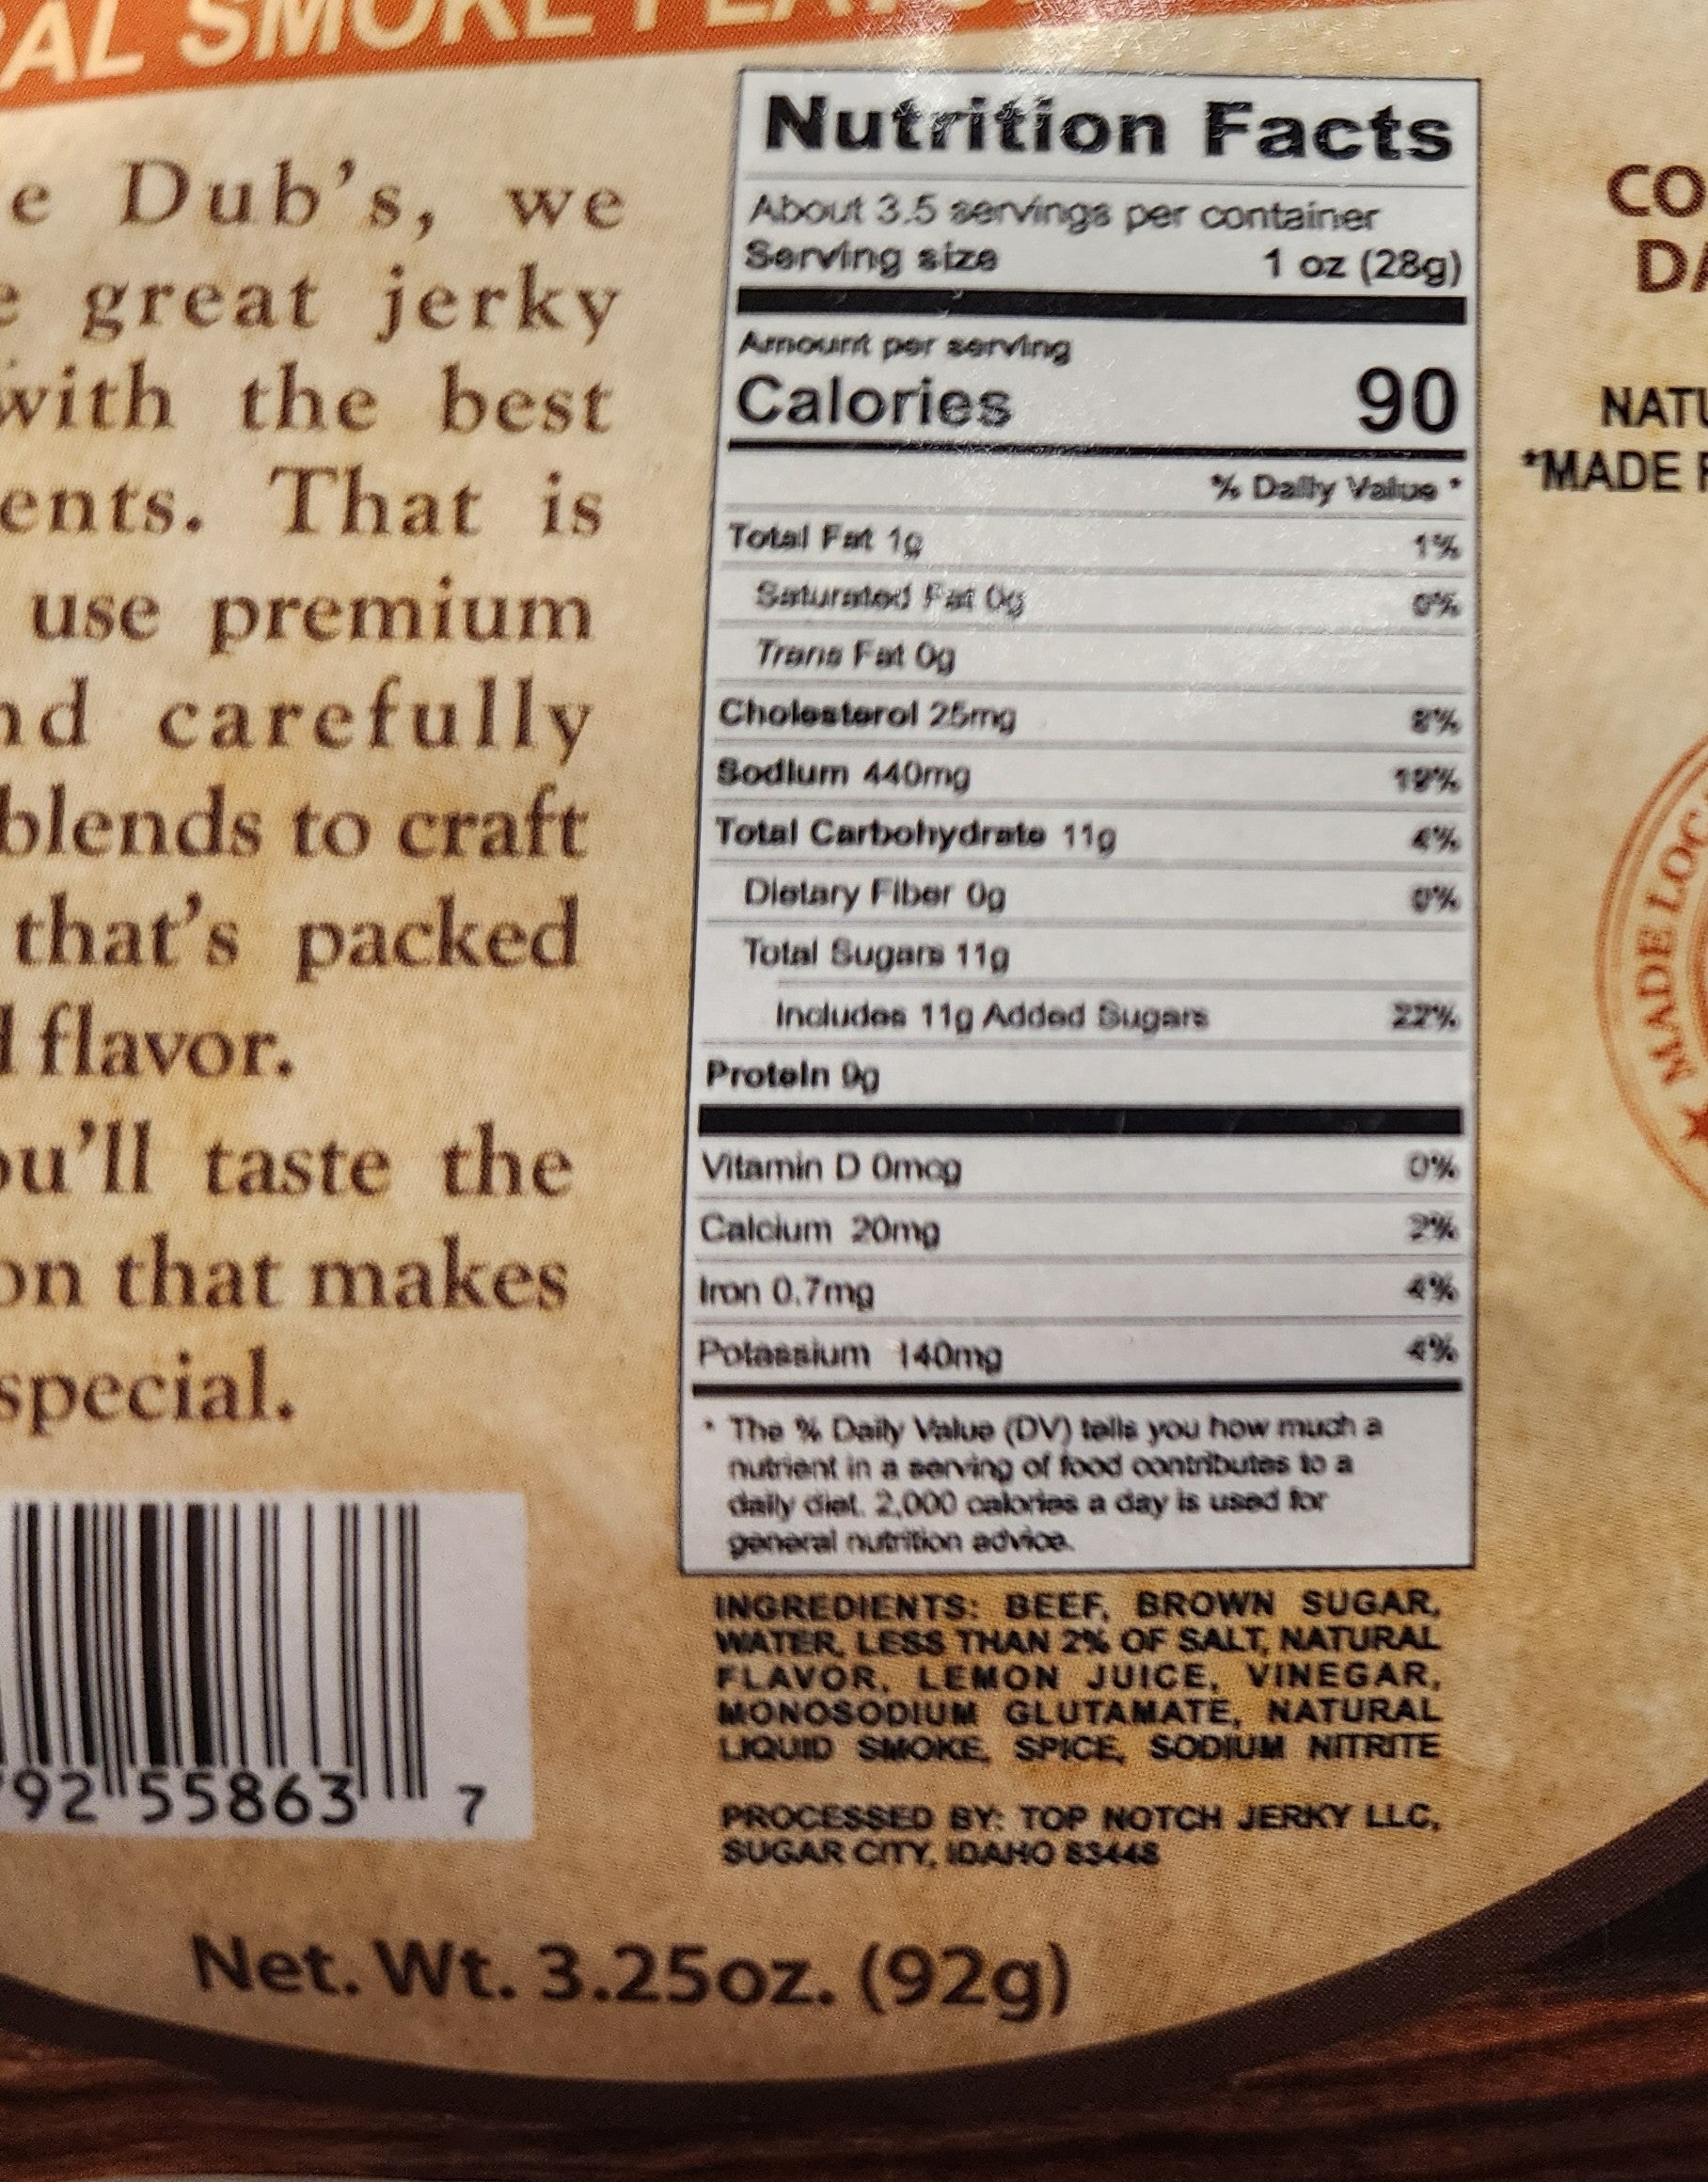 AL SMOKE FLAVO
e Dub's, we
e great jerky
with the best
ents. That is
use premium
nd carefully
blends to craft
that's packed
d flavor.
ou'll taste the
on that makes
special.
92 55863 7
Nutrition Facts
About 3.5 servings per container
Serving size 1 oz (28g)
Amount per serving
Calories 90
% Daily Value *
Total Fat 1g 1%
Saturated Fat 0g 0%
Trans Fat 0g
Cholesterol 25mg 8%
Sodium 440mg 19%
Total Carbohydrate 11g 4%
Dietary Fiber 0g 0%
Total Sugars 11g
Includes 11g Added Sugars 22%
Protein 9g
Vitamin D 0mcg 0%
Calcium 20mg 2%
Iron 0.7mg 4%
Potassium 140mg 4%
* The % Daily Value (DV) tells you how much a
nutrient in a serving of food contributes to a
daily diet. 2,000 calories a day is used for
general nutrition advice.
INGREDIENTS: BEEF, BROWN SUGAR,
WATER, LESS THAN 2% OF SALT, NATURAL
FLAVOR, LEMON JUICE, VINEGAR,
MONOSODIUM GLUTAMATE, NATURAL
LIQUID SMOKE, SPICE, SODIUM NITRITE
PROCESSED BY: TOP NOTCH JERKY LLC,
SUGAR CITY, IDAHO 83448
CO
DA
NATU
*MADE F
MADE LOC
Net. Wt. 3.25oz. (92g)